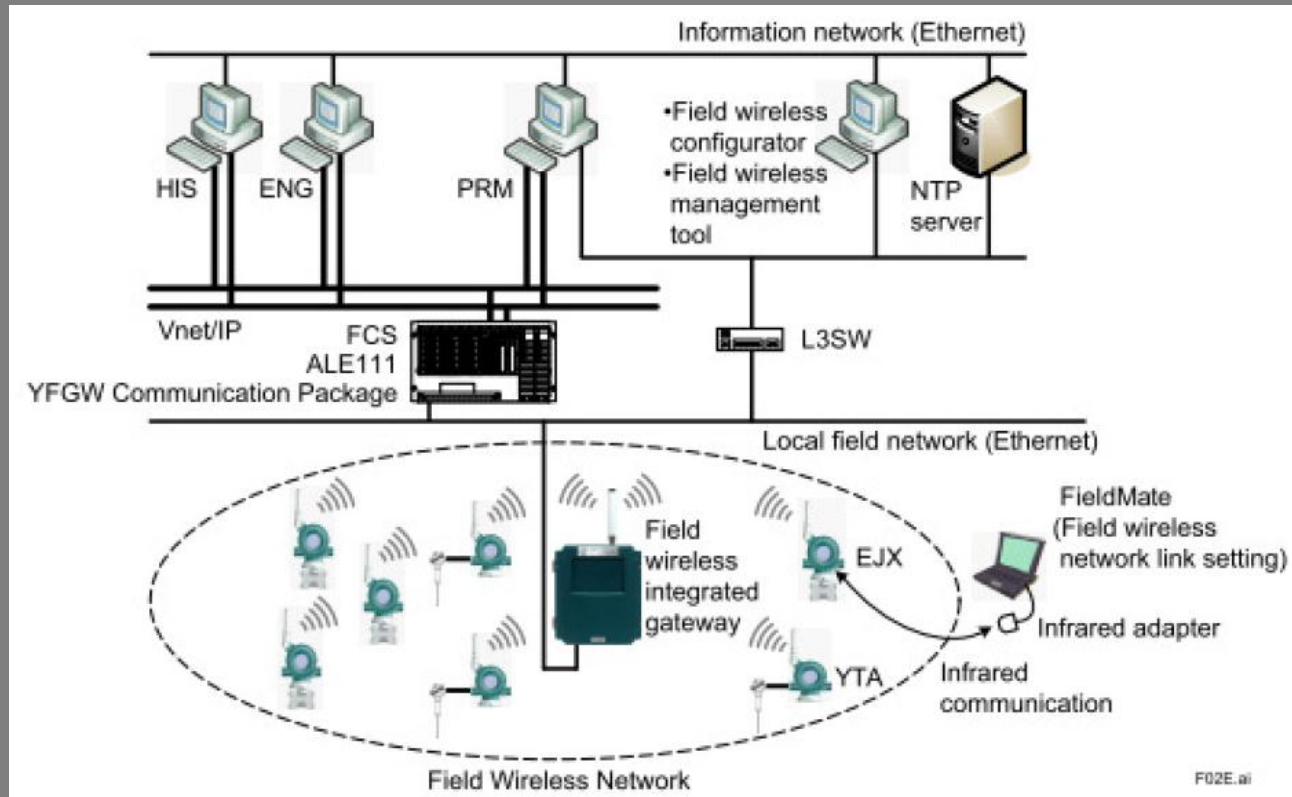 Information network (Ethernet)
HIS
ENG
PRM
•Field wireless
configurator
•Field wireless
management
tool
NTP
server
Vnet/IP
FCS
ALE111
YFGW Communication Package
L3SW
Local field network (Ethernet)
Field
wireless
integrated
gateway
EJX
YTA
FieldMate
(Field wireless
network link setting)
Infrared adapter
Infrared
communication
Field Wireless Network
F02E.ai